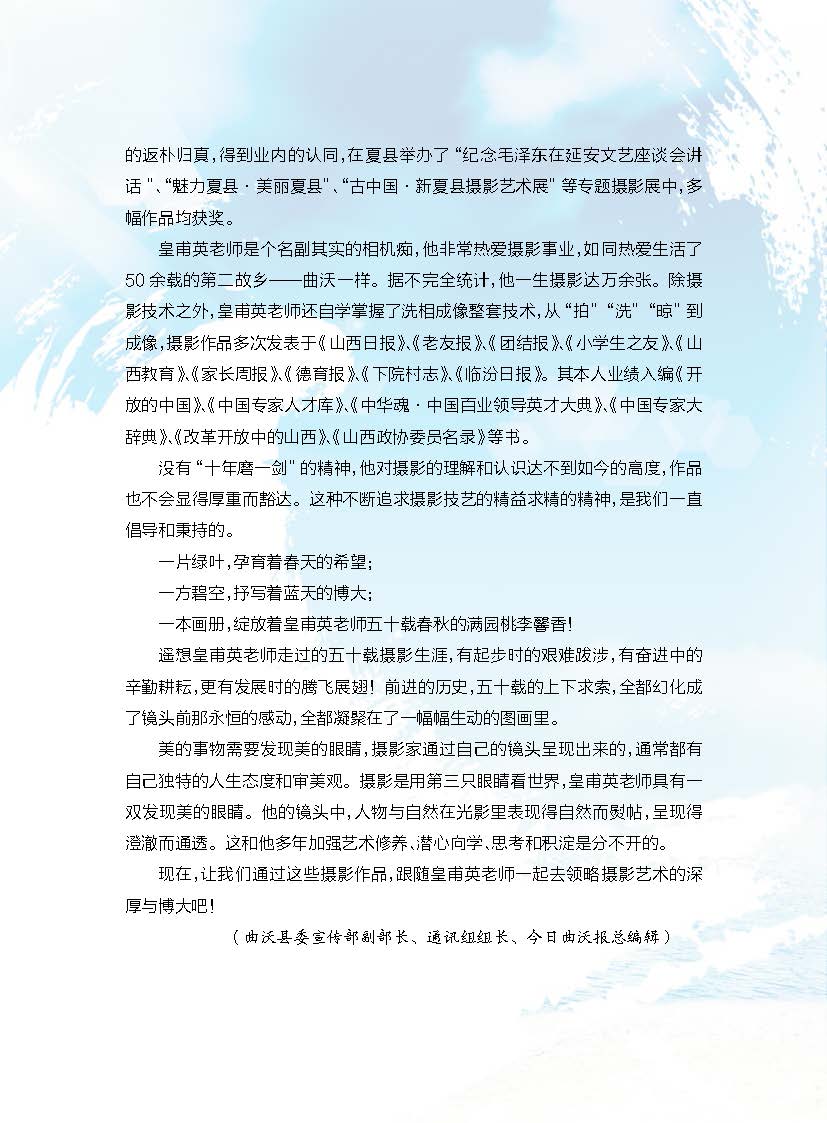 的返朴归真，得到业内的认同，在夏县举办了“纪念毛泽东在延安文艺座谈会讲
话”、“魅力夏县·美丽夏县”、“古中国·新夏县摄影艺术展”等专题摄影展中，多
幅作品均获奖。
皇甫英老师是个名副其实的相机痴，他非常热爱摄影事业，如同热爱生活了
50余载的第二故乡——曲沃一样。据不完全统计，他一生摄影达万余张。除摄
影技术之外，皇甫英老师还自学掌握了洗相成像整套技术，从“拍”“洗”“晾”到
成像，摄影作品多次发表于《山西日报》、《老友报》、《团结报》、《小学生之友》、《山
西教育》、《家长周报》、《德育报》、《下院村志》、《临汾日报》。其本人业绩入编《开
放的中国》、《中国专家人才库》、《中华魂·中国百业领导英才大典》、《中国专家大
辞典》、《改革开放中的山西》、《山西政协委员名录》等书。
没有“十年磨一剑”的精神，他对摄影的理解和认识达不到如今的高度，作品
也不会显得厚重而豁达。这种不断追求摄影技艺的精益求精的精神，是我们一直
倡导和秉持的。
一片绿叶，孕育着春天的希望；
一方碧空，抒写着蓝天的博大；
一本画册，绽放着皇甫英老师五十载春秋的满园桃李馨香！
遥想皇甫英老师走过的五十载摄影生涯，有起步时的艰难跋涉，有奋进中的
辛勤耕耘，更有发展时的腾飞展翅！前进的历史，五十载的上下求索，全都幻化成
了镜头前那永恒的感动，全都凝聚在了一幅幅生动的图画里。
美的事物需要发现美的眼睛，摄影家通过自己的镜头呈现出来的，通常都有
自己独特的人生态度和审美观。摄影是用第三只眼睛看世界，皇甫英老师具有一
双发现美的眼睛。他的镜头中，人物与自然在光影里表现得自然而熨帖，呈现得
澄澈而通透。这和他多年加强艺术修养、潜心向学、思考和积淀是分不开的。
现在，让我们通过这些摄影作品，跟随皇甫英老师一起去领略摄影艺术的深
厚与博大吧！
（曲沃县委宣传部副部长、通讯组组长、今日曲沃报总编辑）